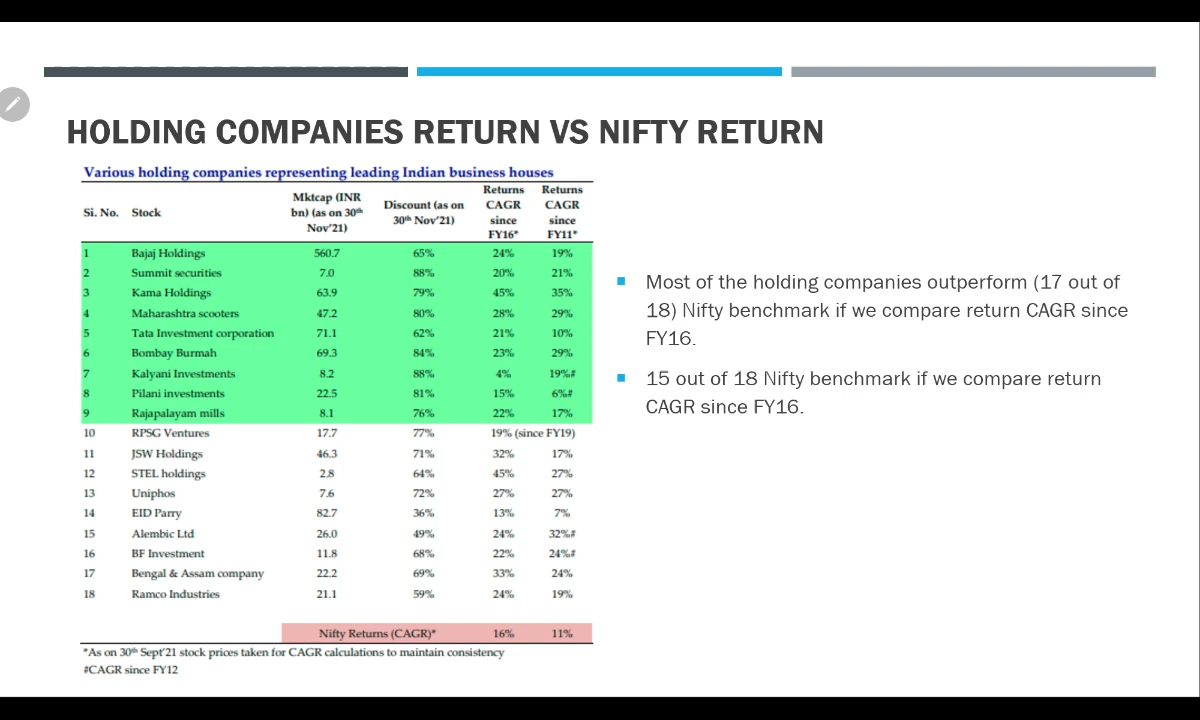 HOLDING COMPANIES RETURN VS NIFTY RETURN
Various holding companies representing leading Indian business houses
Si. No. Stock Mktcap (INR bn) (as on 30th Nov'21) Discount (as on 30th Nov'21) Returns CAGR since FY16* Returns CAGR since FY11*
1 Bajaj Holdings 560.7 65% 24% 19%
2 Summit securities 7.0 88% 20% 21%
3 Kama Holdings 63.9 79% 45% 35%
4 Maharashtra scooters 47.2 80% 28% 29%
5 Tata Investment corporation 71.1 62% 21% 10%
6 Bombay Burmah 69.3 84% 23% 29%
7 Kalyani Investments 8.2 88% 4% 19%#
8 Pilani investments 22.5 81% 15% 6%#
9 Rajapalayam mills 8.1 76% 22% 17%
10 RPSG Ventures 17.7 77% 19% (since FY19)
11 JSW Holdings 46.3 71% 32% 17%
12 STEL holdings 2.8 64% 45% 27%
13 Uniphos 7.6 72% 27% 27%
14 EID Parry 82.7 36% 13% 7%
15 Alembic Ltd 26.0 49% 24% 32%#
16 BF Investment 11.8 68% 22% 24%#
17 Bengal & Assam company 22.2 69% 33% 24%
18 Ramco Industries 21.1 59% 24% 19%
Nifty Returns (CAGR)* 16% 11%
*As on 30th Sept'21 stock prices taken for CAGR calculations to maintain consistency
#CAGR since FY12
Most of the holding companies outperform (17 out of
18) Nifty benchmark if we compare return CAGR since
FY16.
15 out of 18 Nifty benchmark if we compare return
CAGR since FY16.